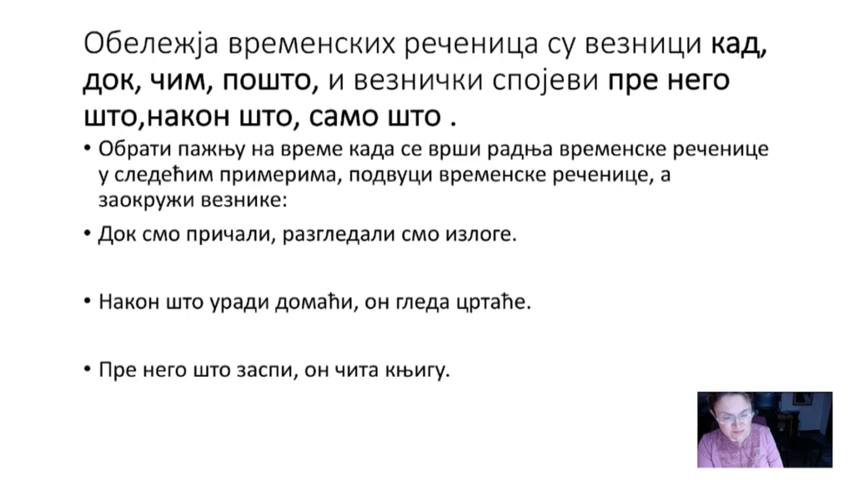 Обележја временских реченица су везници кад,
док, чим, пошто, и везнички спојеви пре него
што,након што, само што .
• Обрати пажњу на време када се врши радња временске реченице
у следећим примерима, подвуци временске реченице, а
заокружи везнике:
• Док смо причали, разгледали смо излоге.
• Након што уради домаћи, он гледа цртаће.
• Пре него што заспи, он чита књигу.